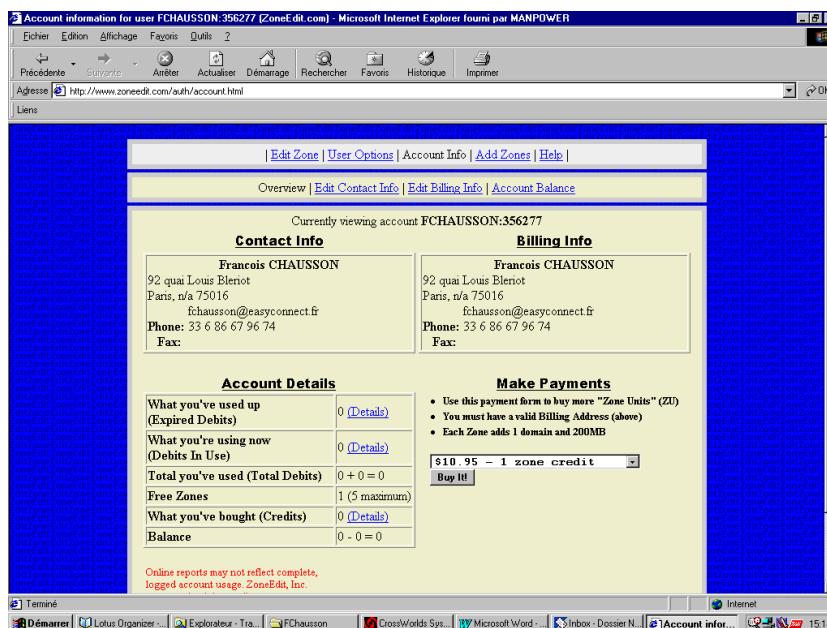 Account information for user FCHAUSSON:356277 (ZoneEdit.com) - Microsoft Internet Explorer fourni par MANPOWER
Fichier Edition Affichage Favoris Outils ?
Précédente Suivante Arrêter Actualiser Démarrage Rechercher Favoris Historique Imprimer
Adresse http://www.zoneedit.com/auth/account.html
Liens
| Edit Zone | User Options | Account Info | Add Zones | Help |
Overview | Edit Contact Info | Edit Billing Info | Account Balance
Currently viewing account FCHAUSSON:356277
Contact Info
Francois CHAUSSON
92 quai Louis Bleriot
Paris, n/a 75016
fchausson@easyconnect.fr
Phone: 33 6 86 67 96 74
Fax:
Billing Info
Francois CHAUSSON
92 quai Louis Bleriot
Paris, n/a 75016
fchausson@easyconnect.fr
Phone: 33 6 86 67 96 74
Fax:
Account Details
What you've used up
(Expired Debits) 0 (Details)
What you're using now
(Debits In Use) 0 (Details)
Total you've used (Total Debits) 0 + 0 = 0
Free Zones 1 (5 maximum)
What you've bought (Credits) 0 (Details)
Balance 0 - 0 = 0
Make Payments
• Use this payment form to buy more "Zone Units" (ZU)
• You must have a valid Billing Address (above)
• Each Zone adds 1 domain and 200MB
$10.95 - 1 zone credit
Buy It!
Online reports may not reflect complete,
logged account usage. ZoneEdit, Inc.
Terminé Internet
Démarrer Lotus Organizer -... Explorateur - Tra... FChausson CrossWorlds Sys... Microsoft Word - ... Inbox - Dossier N... Account infor... 15:1